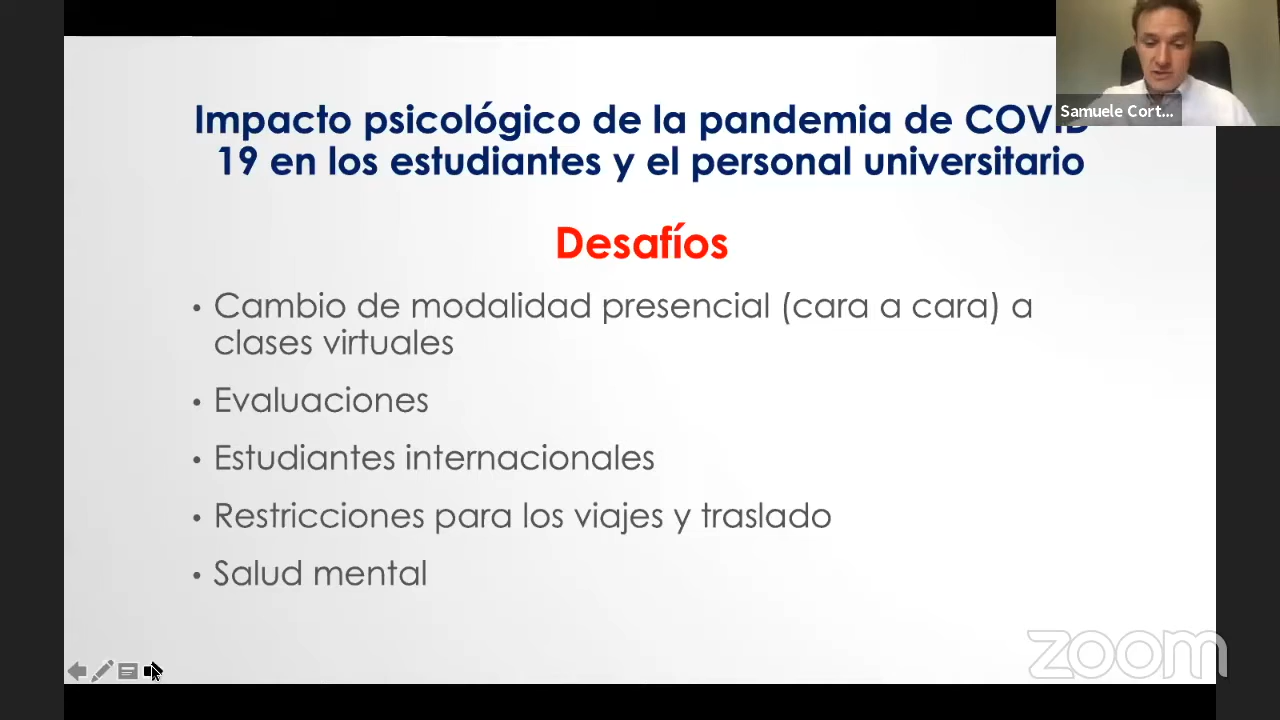 Impacto psicológico de la pandemia de COVID
19 en los estudiantes y el personal universitario
Samuele Cort...
Desafíos
• Cambio de modalidad presencial (cara a cara) a
clases virtuales
• Evaluaciones
• Estudiantes internacionales
• Restricciones para los viajes y traslado
• Salud mental
zoom